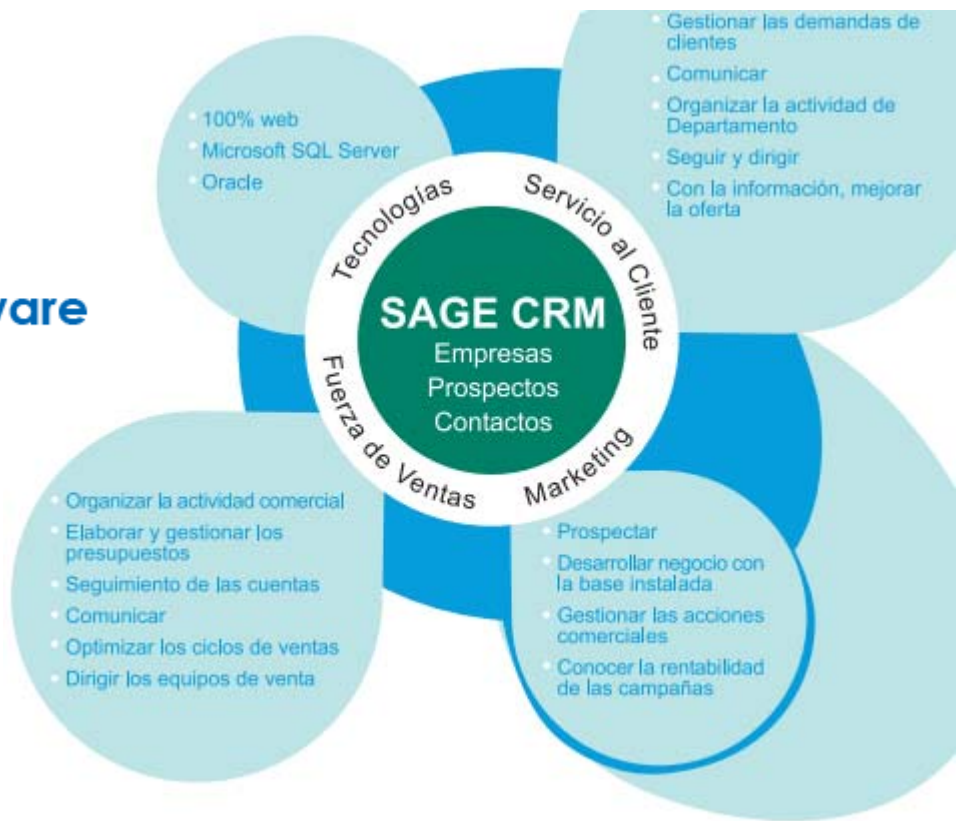 Gestionar las demandas de
clientes
Comunicar
Organizar la actividad de
Departamento
Seguir y dirigir
Con la información, mejorar
la oferta
100% web
Microsoft SQL Server
Oracle
Tecnologías
Servicio al Cliente
ware
SAGE CRM
Empresas
Prospectos
Contactos
Fuerza de Ventas
Marketing
Organizar la actividad comercial
Elaborar y gestionar los
presupuestos
Seguimiento de las cuentas
Comunicar
Optimizar los ciclos de ventas
Dirigir los equipos de venta
Prospectar
Desarrollar negocio con
la base instalada
Gestionar las acciones
comerciales
Conocer la rentabilidad
de las campañas